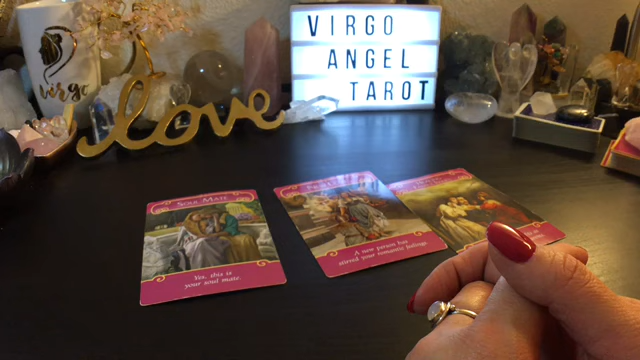 VIRGO
ANGEL
TAROT
virgo
love
SOUL MATE
Yes, this is
your soul mate.
A new person has
stirred your romantic feelings.